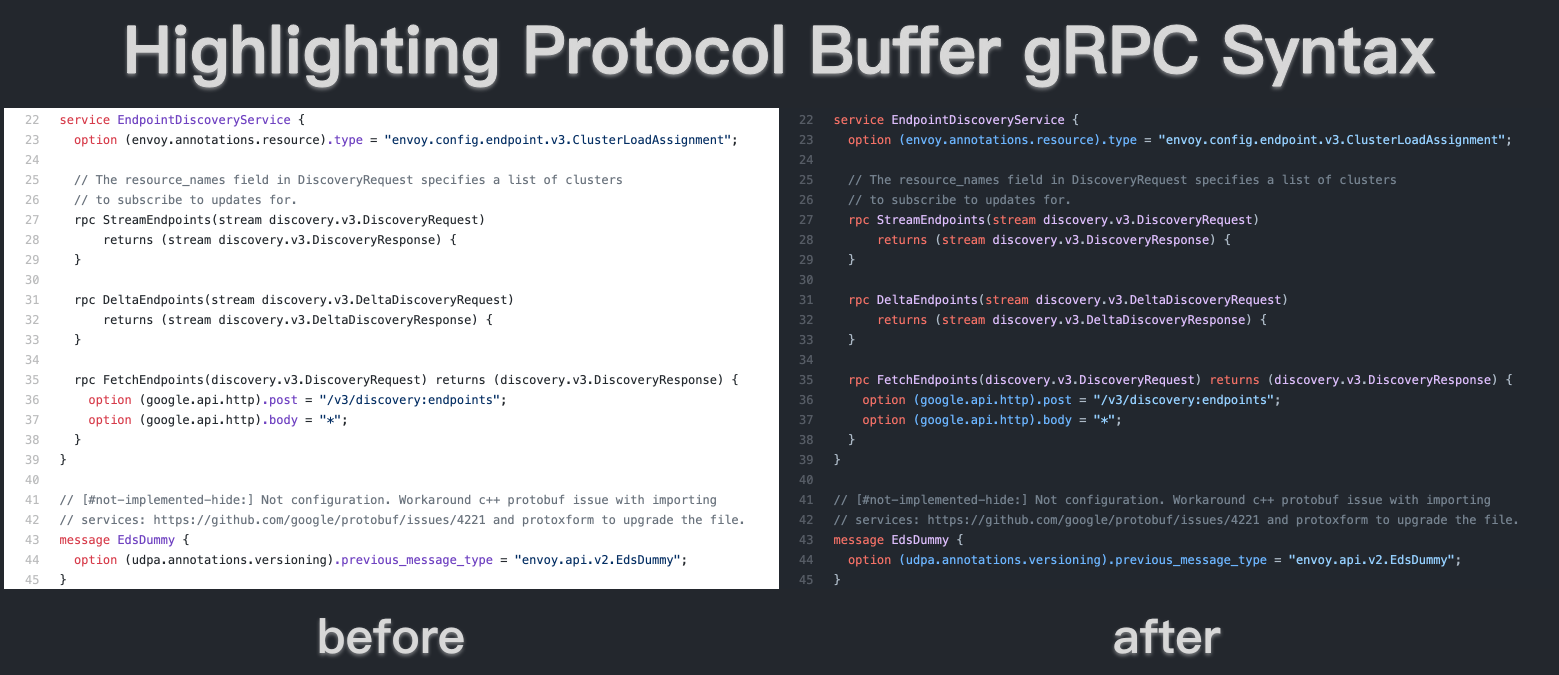 Highlighting Protocol Buffer gRPC Syntax
22 service EndpointDiscoveryService {
23   option (envoy.annotations.resource).type = "envoy.config.endpoint.v3.ClusterLoadAssignment";
24
25   // The resource_names field in DiscoveryRequest specifies a list of clusters
26   // to subscribe to updates for.
27   rpc StreamEndpoints(stream discovery.v3.DiscoveryRequest)
28       returns (stream discovery.v3.DiscoveryResponse) {
29   }
30
31   rpc DeltaEndpoints(stream discovery.v3.DeltaDiscoveryRequest)
32       returns (stream discovery.v3.DeltaDiscoveryResponse) {
33   }
34
35   rpc FetchEndpoints(discovery.v3.DiscoveryRequest) returns (discovery.v3.DiscoveryResponse) {
36     option (google.api.http).post = "/v3/discovery:endpoints";
37     option (google.api.http).body = "*";
38   }
39 }
40
41 // [#not-implemented-hide:] Not configuration. Workaround c++ protobuf issue with importing
42 // services: https://github.com/google/protobuf/issues/4221 and protoxform to upgrade the file.
43 message EdsDummy {
44   option (udpa.annotations.versioning).previous_message_type = "envoy.api.v2.EdsDummy";
45 }
before
22 service EndpointDiscoveryService {
23   option (envoy.annotations.resource).type = "envoy.config.endpoint.v3.ClusterLoadAssignment";
24
25   // The resource_names field in DiscoveryRequest specifies a list of clusters
26   // to subscribe to updates for.
27   rpc StreamEndpoints(stream discovery.v3.DiscoveryRequest)
28       returns (stream discovery.v3.DiscoveryResponse) {
29   }
30
31   rpc DeltaEndpoints(stream discovery.v3.DeltaDiscoveryRequest)
32       returns (stream discovery.v3.DeltaDiscoveryResponse) {
33   }
34
35   rpc FetchEndpoints(discovery.v3.DiscoveryRequest) returns (discovery.v3.DiscoveryResponse) {
36     option (google.api.http).post = "/v3/discovery:endpoints";
37     option (google.api.http).body = "*";
38   }
39 }
40
41 // [#not-implemented-hide:] Not configuration. Workaround c++ protobuf issue with importing
42 // services: https://github.com/google/protobuf/issues/4221 and protoxform to upgrade the file.
43 message EdsDummy {
44   option (udpa.annotations.versioning).previous_message_type = "envoy.api.v2.EdsDummy";
45 }
after